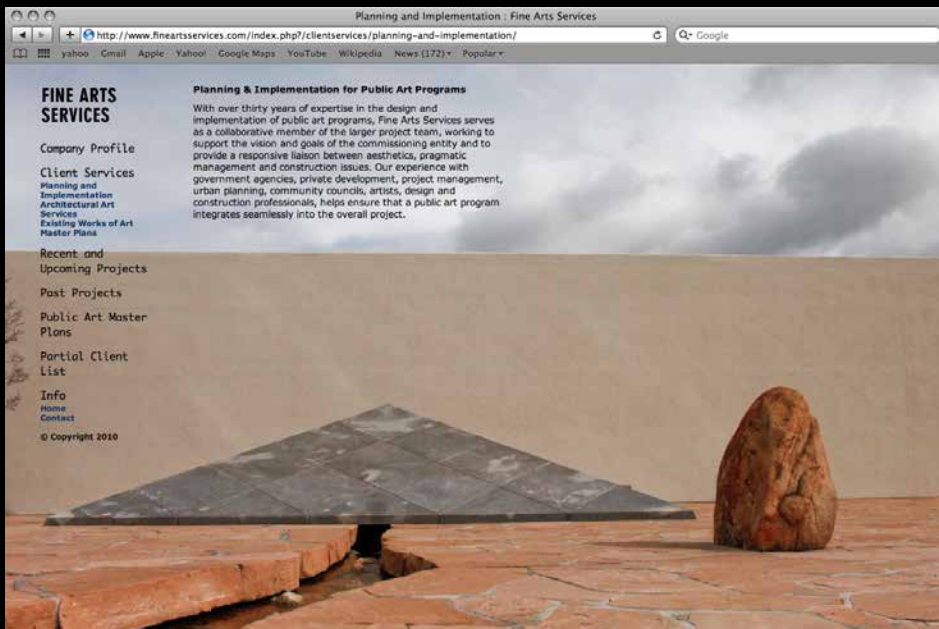 Planning and Implementation : Fine Arts Services
http://www.fineartsservices.com/index.php?/clientservices/planning-and-implementation/
Google
yahoo Gmail Apple Yahoo! Google Maps YouTube Wikipedia News (172) Popular
FINE ARTS
SERVICES
Company Profile
Client Services
Planning and
Implementation
Architectural Art
Services
Existing Works of Art
Master Plans
Recent and
Upcoming Projects
Past Projects
Public Art Master
Plans
Partial Client
List
Info
Home
Contact
© Copyright 2010
Planning & Implementation for Public Art Programs
With over thirty years of expertise in the design and
implementation of public art programs, Fine Arts Services serves
as a collaborative member of the larger project team, working to
support the vision and goals of the commissioning entity and to
provide a responsive liaison between aesthetics, pragmatic
management and construction issues. Our experience with
government agencies, private development, project management,
urban planning, community councils, artists, design and
construction professionals, helps ensure that a public art program
integrates seamlessly into the overall project.